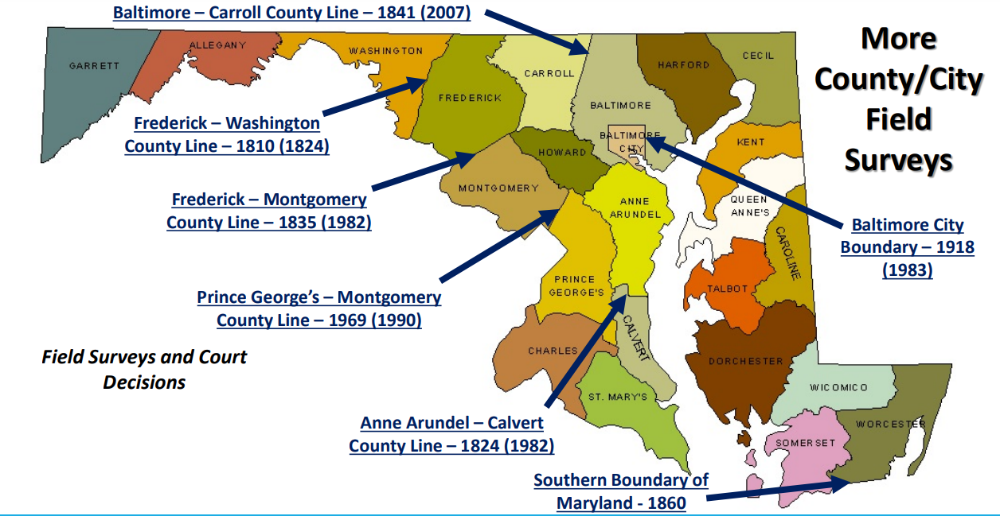 Baltimore – Carroll County Line – 1841 (2007)
More
County/City
Field
Surveys
GARRETT
ALLEGANY
WASHINGTON
FREDERICK
CARROLL
BALTIMORE
HARFORD
CECIL
BALTIMORE
CITY
HOWARD
KENT
MONTGOMERY
ANNE
ARUNDEL
QUEEN
ANNE'S
CAROLINE
PRINCE
GEORGE'S
TALBOT
CALVERT
CHARLES
DORCHESTER
ST. MARY'S
WICOMICO
WORCESTER
SOMERSET
Frederick – Washington
County Line – 1810 (1824)
Frederick – Montgomery
County Line – 1835 (1982)
Baltimore City
Boundary – 1918
(1983)
Prince George’s – Montgomery
County Line – 1969 (1990)
Field Surveys and Court
Decisions
Anne Arundel – Calvert
County Line – 1824 (1982)
Southern Boundary of
Maryland - 1860